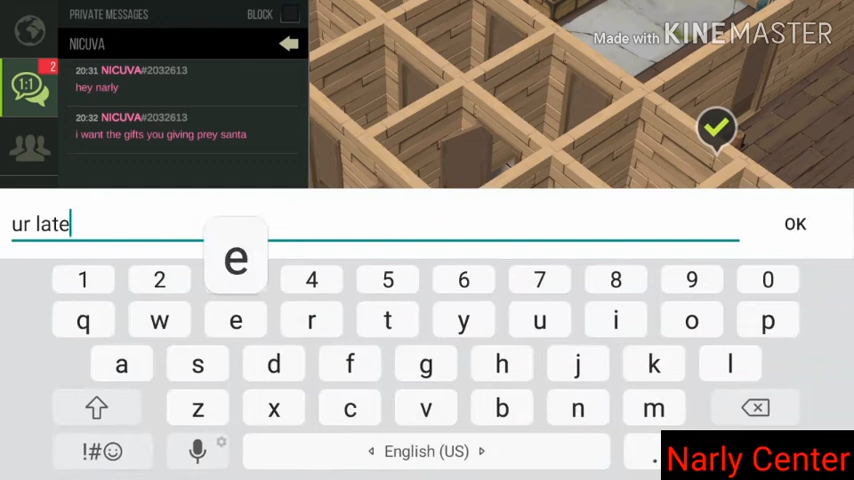 PRIVATE MESSAGES BLOCK
Made with KINEMASTER
NICUVA
2
20:31 NICUVA#2032613
1:1
hey narly
20:32 NICUVA#2032613
i want the gifts you giving prey santa
ur late
OK
e
1 2 4 5 6 7 8 9 0
q w e r t y u i o p
a s d f g h j k l
z x c v b n m
!#☺ English (US) .
Narly Center